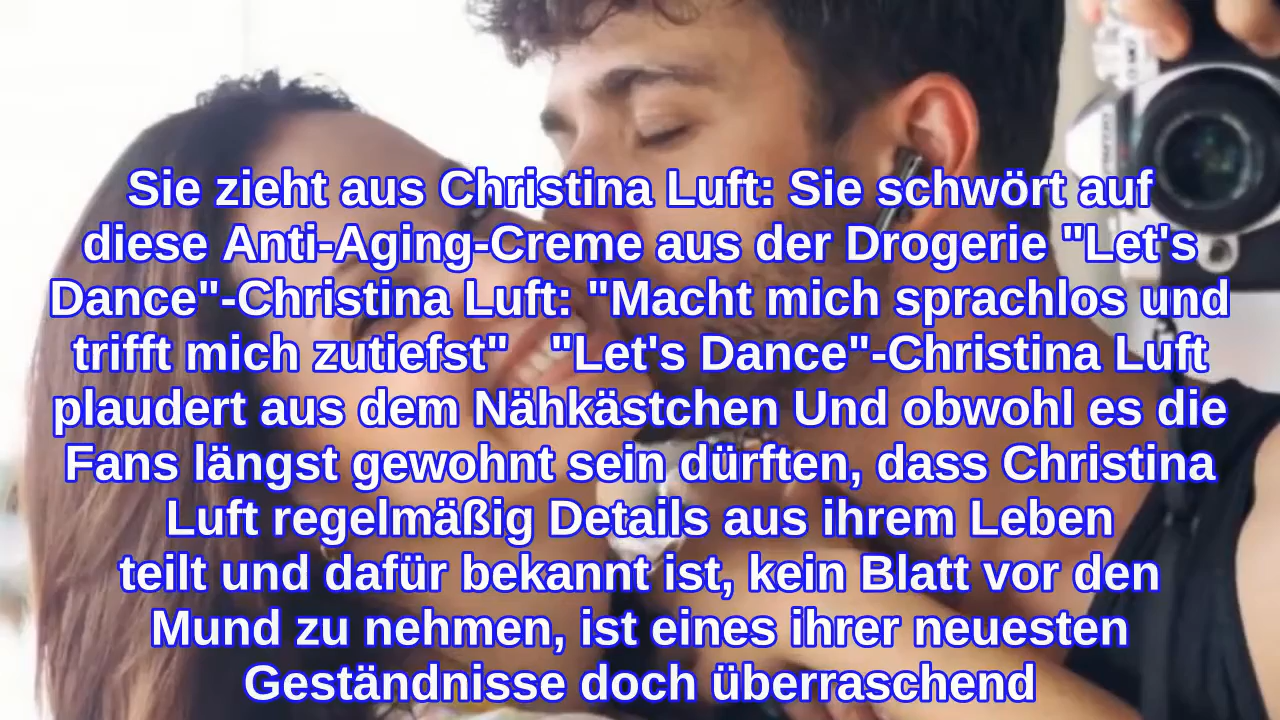 Sie zieht aus Christina Luft: Sie schwört auf
diese Anti-Aging-Creme aus der Drogerie "Let's
Dance"-Christina Luft: "Macht mich sprachlos und
trifft mich zutiefst"   "Let's Dance"-Christina Luft
plaudert aus dem Nähkästchen Und obwohl es die
Fans längst gewohnt sein dürften, dass Christina
Luft regelmäßig Details aus ihrem Leben
teilt und dafür bekannt ist, kein Blatt vor den
Mund zu nehmen, ist eines ihrer neuesten
Geständnisse doch überraschend